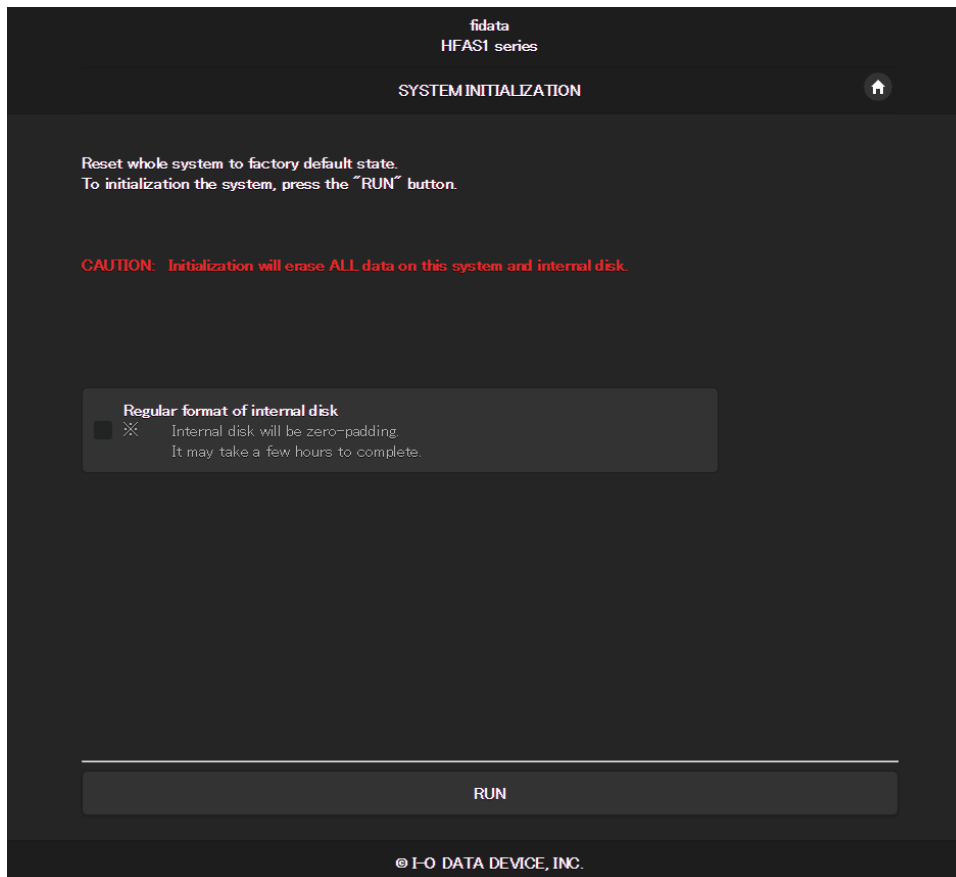 fidata
HFAS1 series
SYSTEM INITIALIZATION
Reset whole system to factory default state.
To initialization the system, press the ˝RUN˝ button.
CAUTION: Initialization will erase ALL data on this system and internal disk.
Regular format of internal disk
※ Internal disk will be zero-padding.
It may take a few hours to complete.
RUN
© I-O DATA DEVICE, INC.